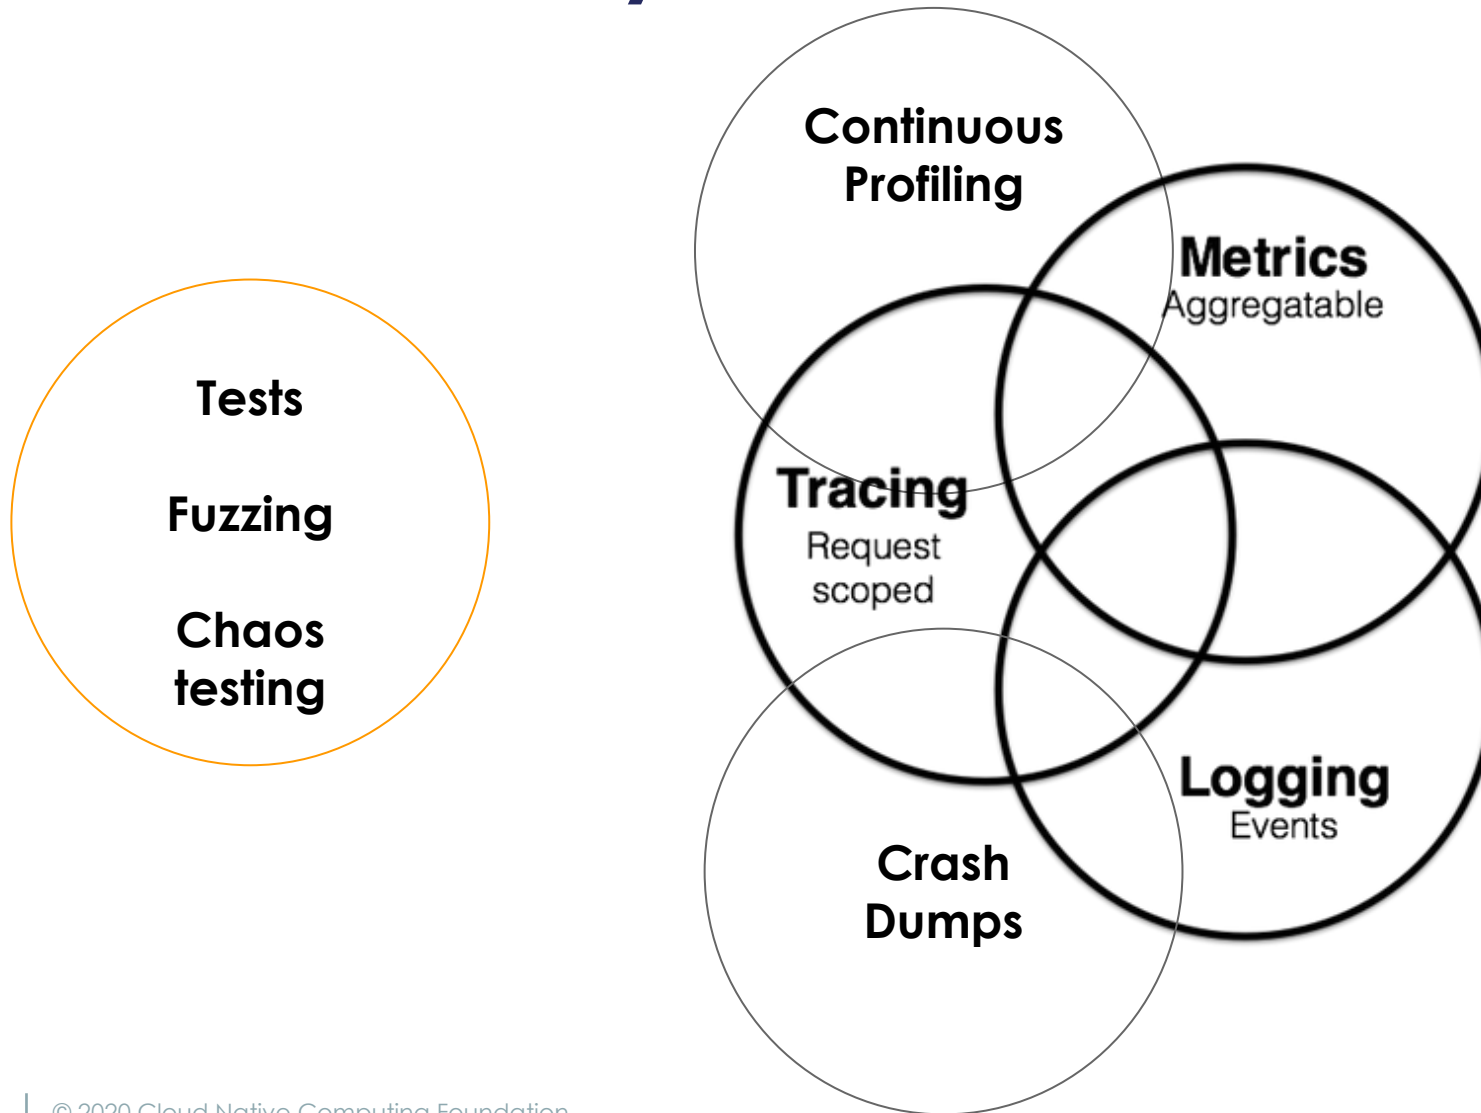 Continuous
Profiling
Metrics
Aggregatable
Tests
Fuzzing
Chaos
testing
Tracing
Request
scoped
Logging
Events
Crash
Dumps
© 2020 Cloud Native Computing Foundation